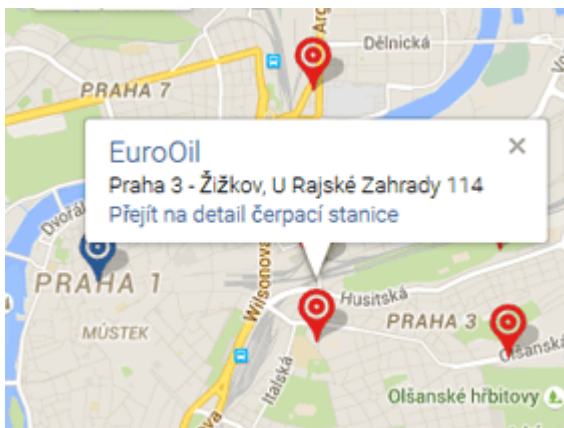 Dělnická
PRAHA 7
EuroOil
×
Praha 3 - Žižkov, U Rajské Zahrady 114
Přejít na detail čerpací stanice
PRAHA 1
Wilsonova
Husitská
PRAHA 3
MŮSTEK
Olšanská
Italská
Olšanské hřbitovy